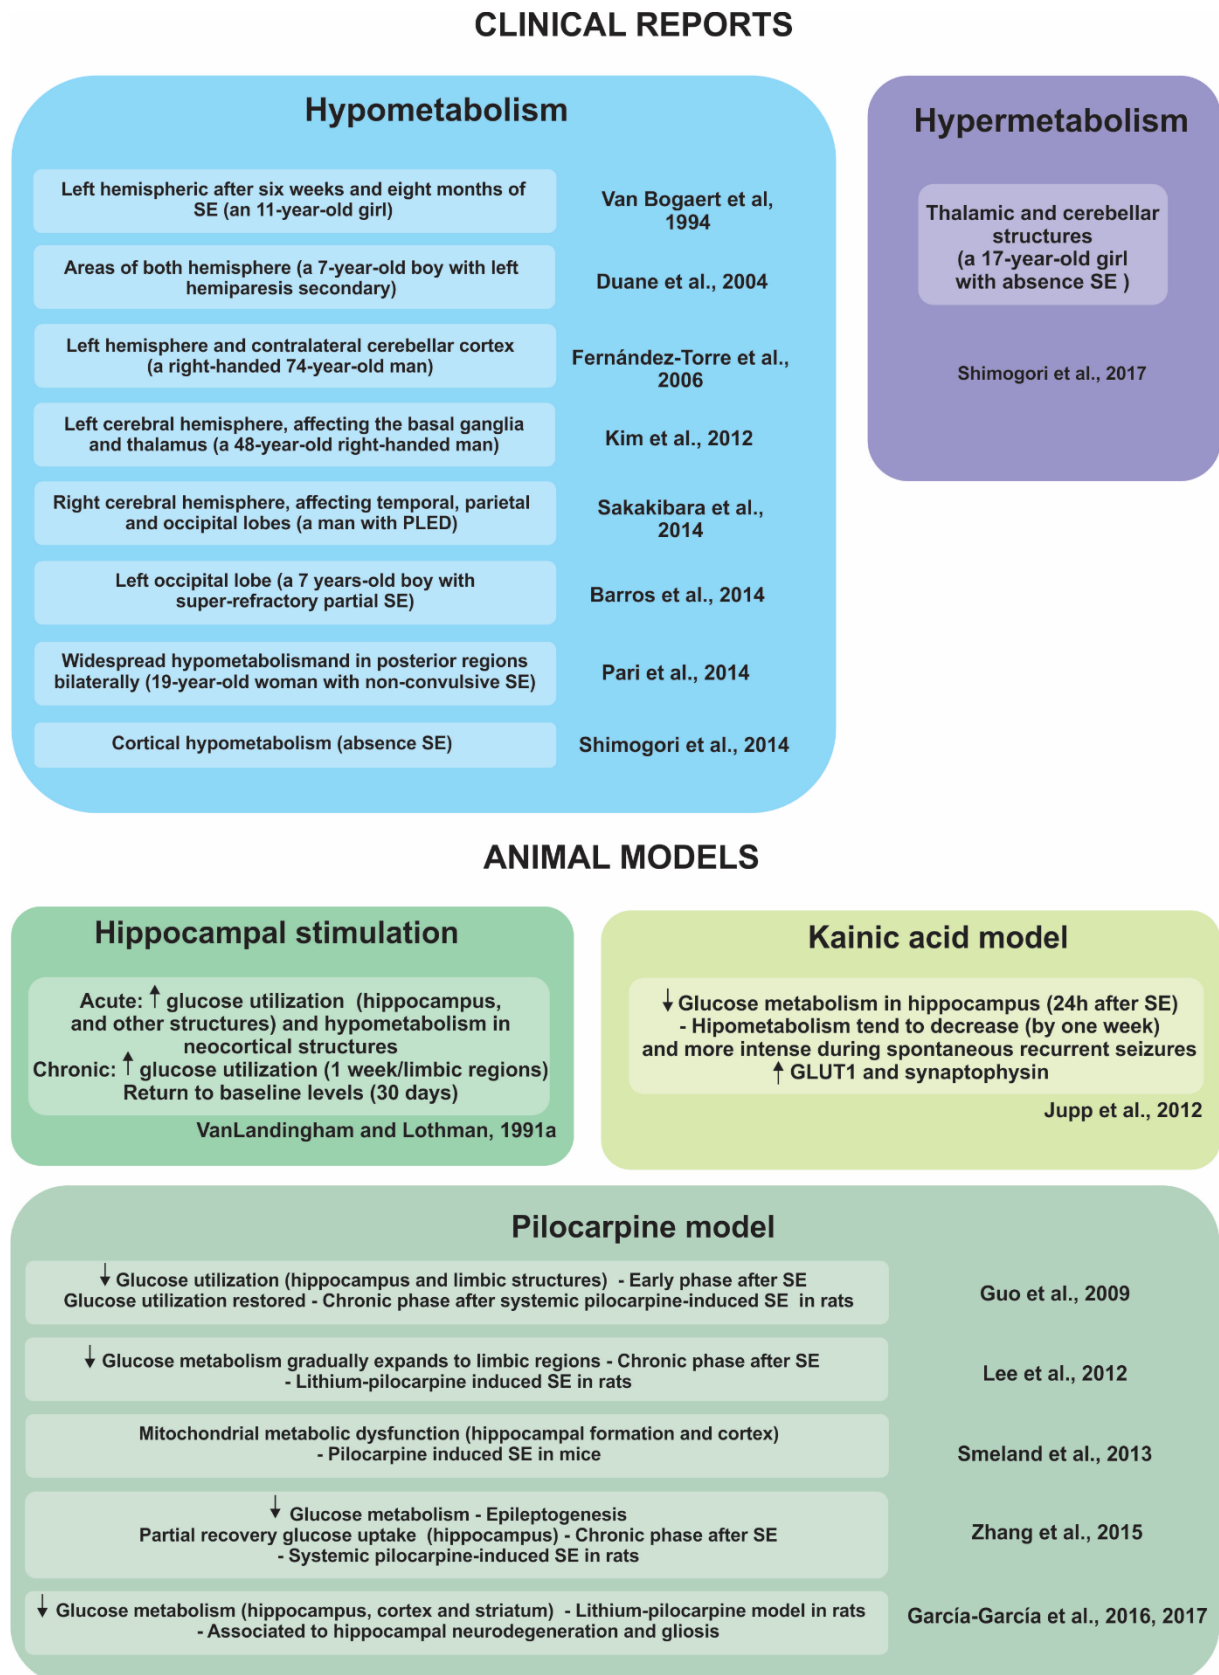 CLINICAL REPORTS
Hypometabolism
Left hemispheric after six weeks and eight months of
SE (an 11-year-old girl)
Van Bogaert et al,
1994
Areas of both hemisphere (a 7-year-old boy with left
hemiparesis secondary)
Duane et al., 2004
Left hemisphere and contralateral cerebellar cortex
(a right-handed 74-year-old man)
Fernández-Torre et al.,
2006
Left cerebral hemisphere, affecting the basal ganglia
and thalamus (a 48-year-old right-handed man)
Kim et al., 2012
Right cerebral hemisphere, affecting temporal, parietal
and occipital lobes (a man with PLED)
Sakakibara et al.,
2014
Left occipital lobe (a 7 years-old boy with
super-refractory partial SE)
Barros et al., 2014
Widespread hypometabolismand in posterior regions
bilaterally (19-year-old woman with non-convulsive SE)
Pari et al., 2014
Cortical hypometabolism (absence SE)
Shimogori et al., 2014
Hypermetabolism
Thalamic and cerebellar
structures
(a 17-year-old girl
with absence SE )
Shimogori et al., 2017
ANIMAL MODELS
Hippocampal stimulation
Acute: ↑ glucose utilization (hippocampus,
and other structures) and hypometabolism in
neocortical structures
Chronic: ↑ glucose utilization (1 week/limbic regions)
Return to baseline levels (30 days)
VanLandingham and Lothman, 1991a
Kainic acid model
↓ Glucose metabolism in hippocampus (24h after SE)
- Hipometabolism tend to decrease (by one week)
and more intense during spontaneous recurrent seizures
↑ GLUT1 and synaptophysin
Jupp et al., 2012
Pilocarpine model
↓ Glucose utilization (hippocampus and limbic structures) - Early phase after SE
Glucose utilization restored - Chronic phase after systemic pilocarpine-induced SE in rats
Guo et al., 2009
↓ Glucose metabolism gradually expands to limbic regions - Chronic phase after SE
- Lithium-pilocarpine induced SE in rats
Lee et al., 2012
Mitochondrial metabolic dysfunction (hippocampal formation and cortex)
- Pilocarpine induced SE in mice
Smeland et al., 2013
↓ Glucose metabolism - Epileptogenesis
Partial recovery glucose uptake (hippocampus) - Chronic phase after SE
- Systemic pilocarpine-induced SE in rats
Zhang et al., 2015
↓ Glucose metabolism (hippocampus, cortex and striatum) - Lithium-pilocarpine model in rats
- Associated to hippocampal neurodegeneration and gliosis
García-García et al., 2016, 2017